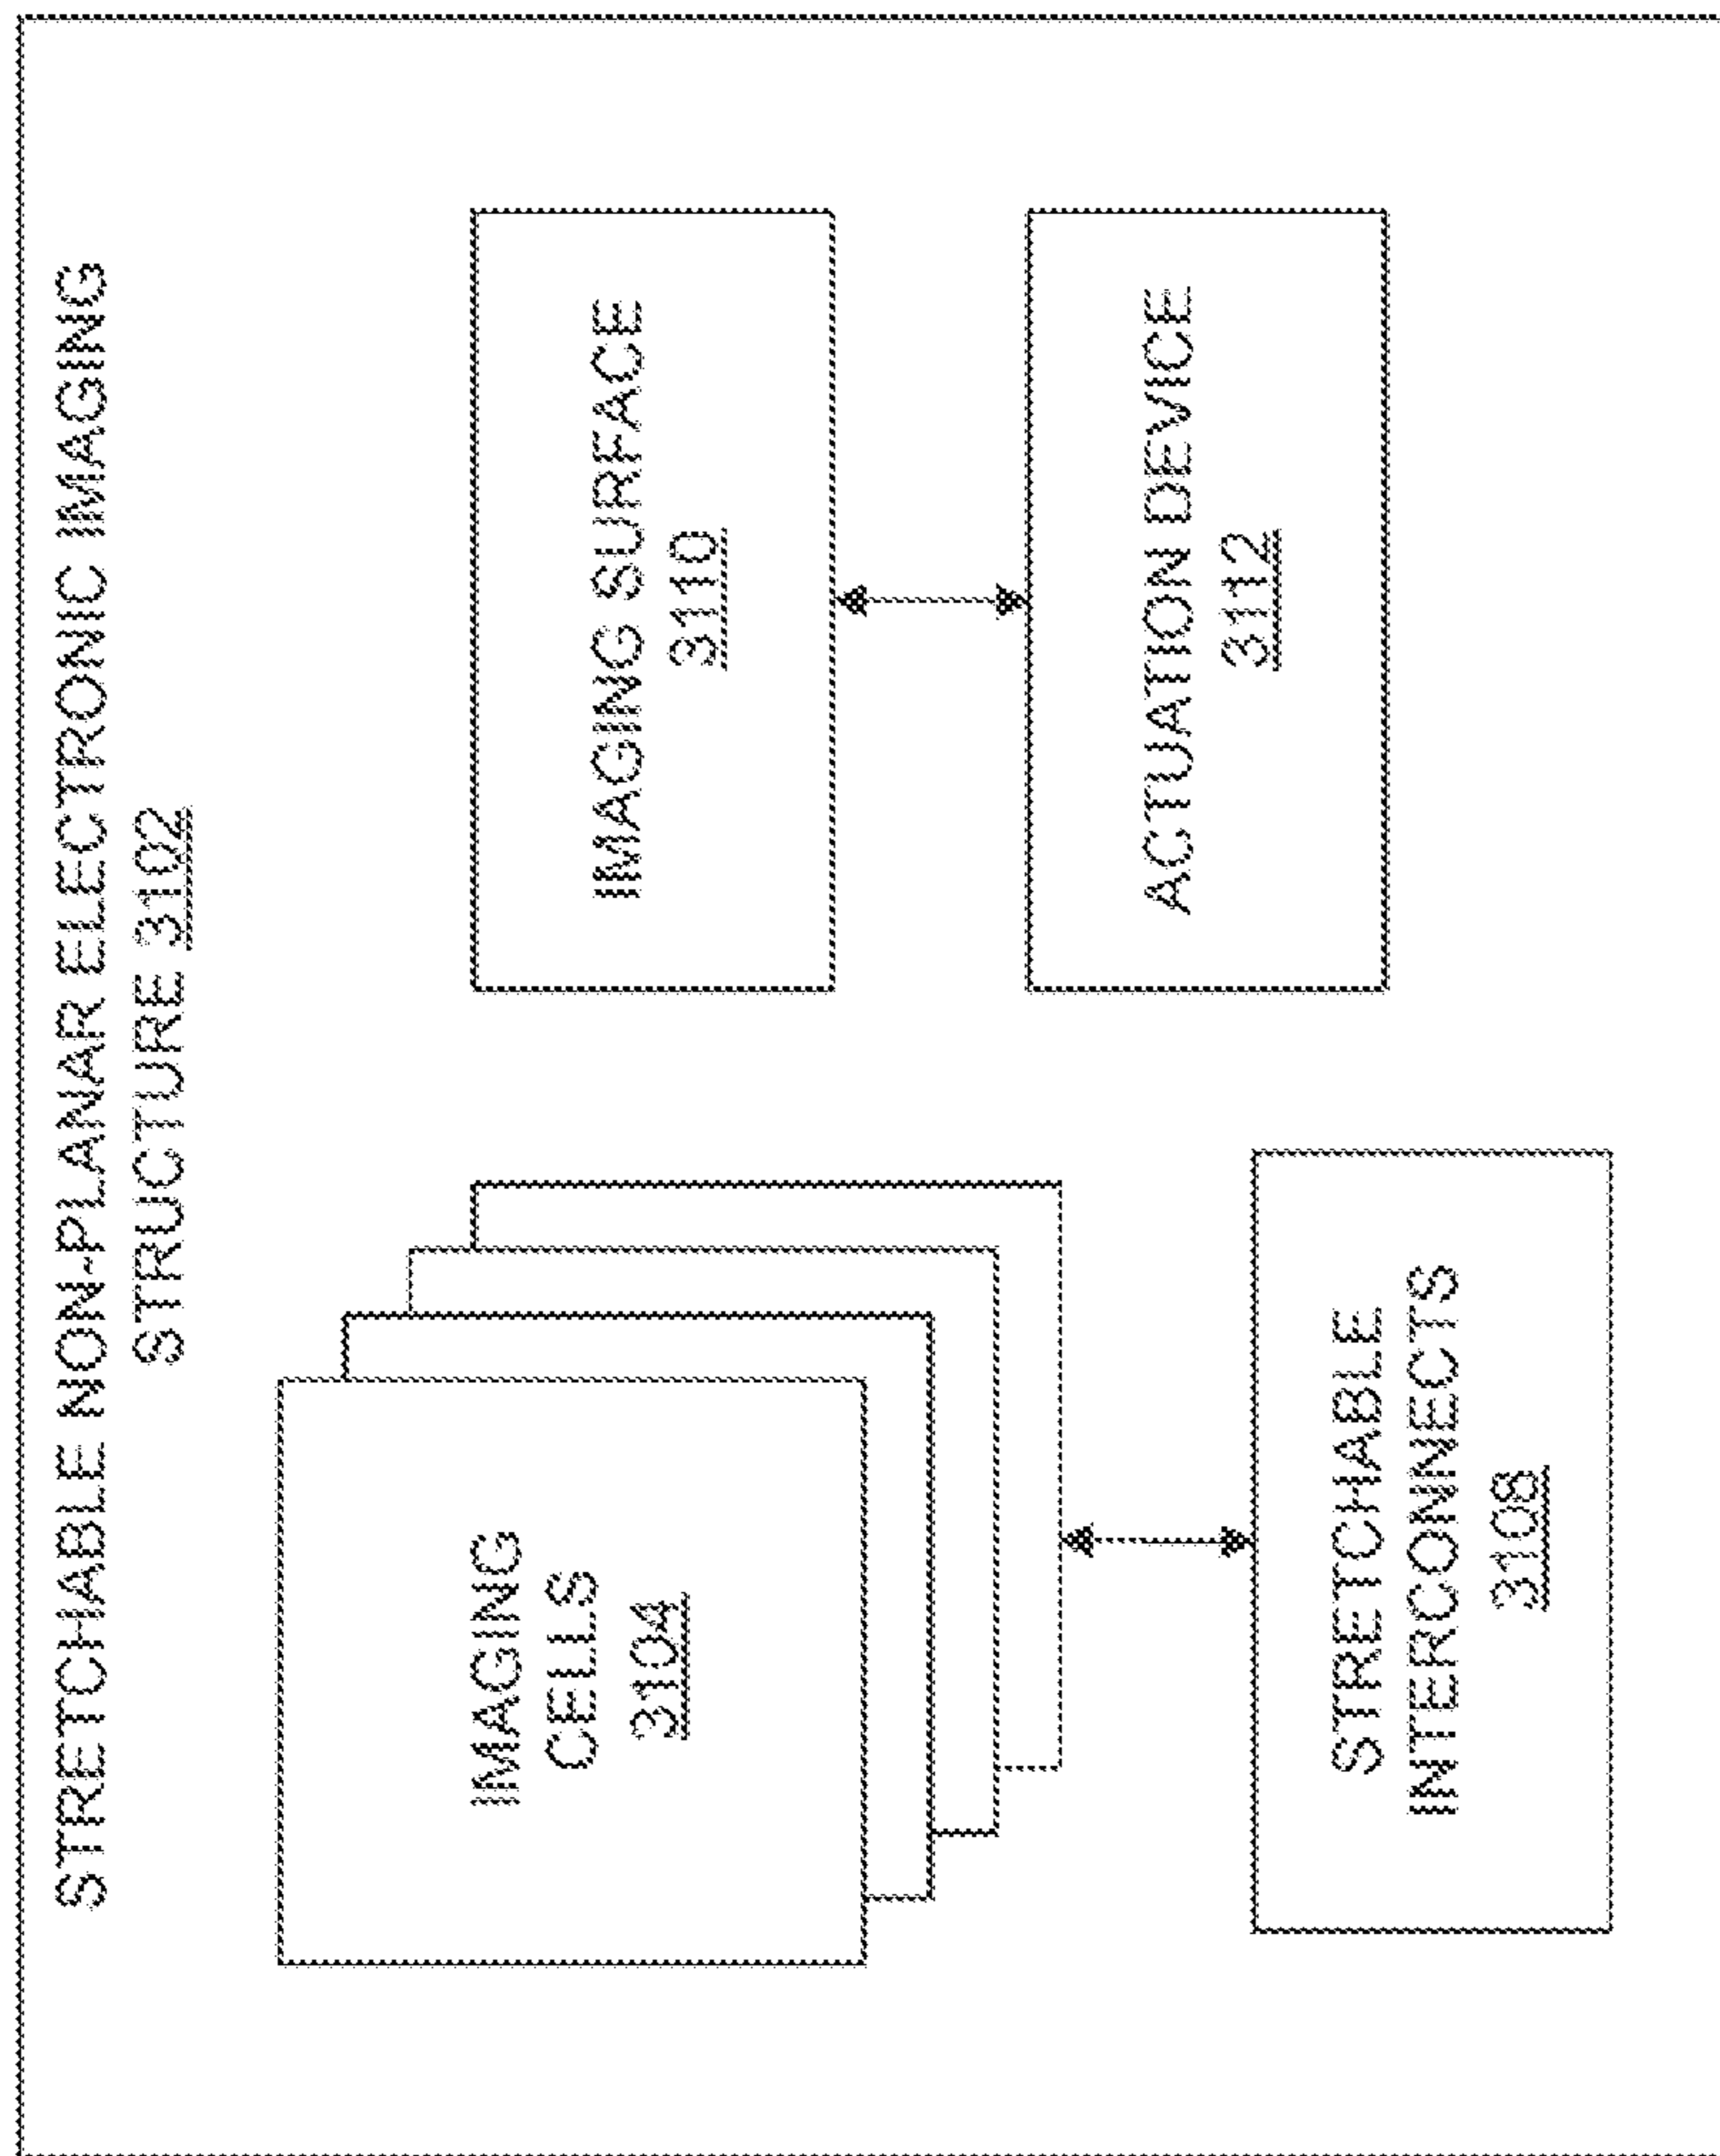 STRETCHABLE NON-PLANAR ELECTRONIC IMAGING
STRUCTURE 3102
IMAGING
CELLS
3104
STRETCHABLE
INTERCONNECTS
3108
IMAGING SURFACE
3110
ACTUATION DEVICE
3112